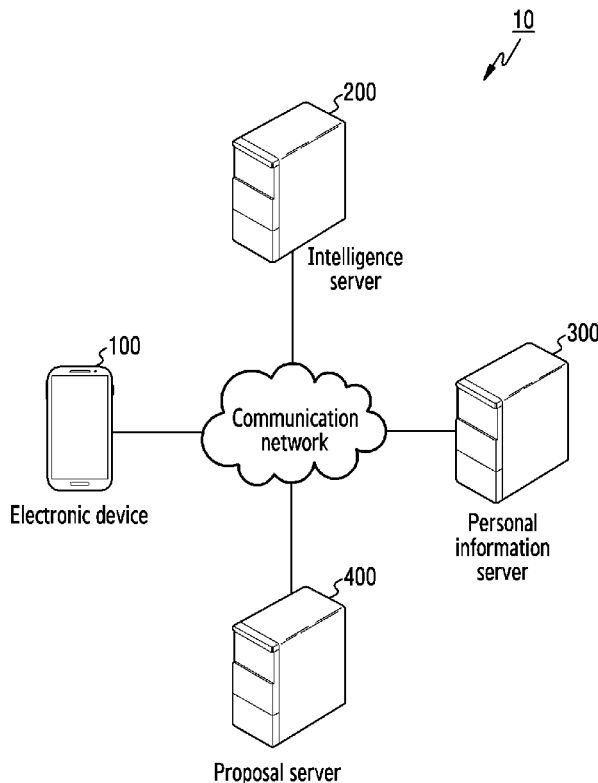 10
200
Intelligence
server
100
Electronic device
Communication
network
300
Personal
information
server
400
Proposal server